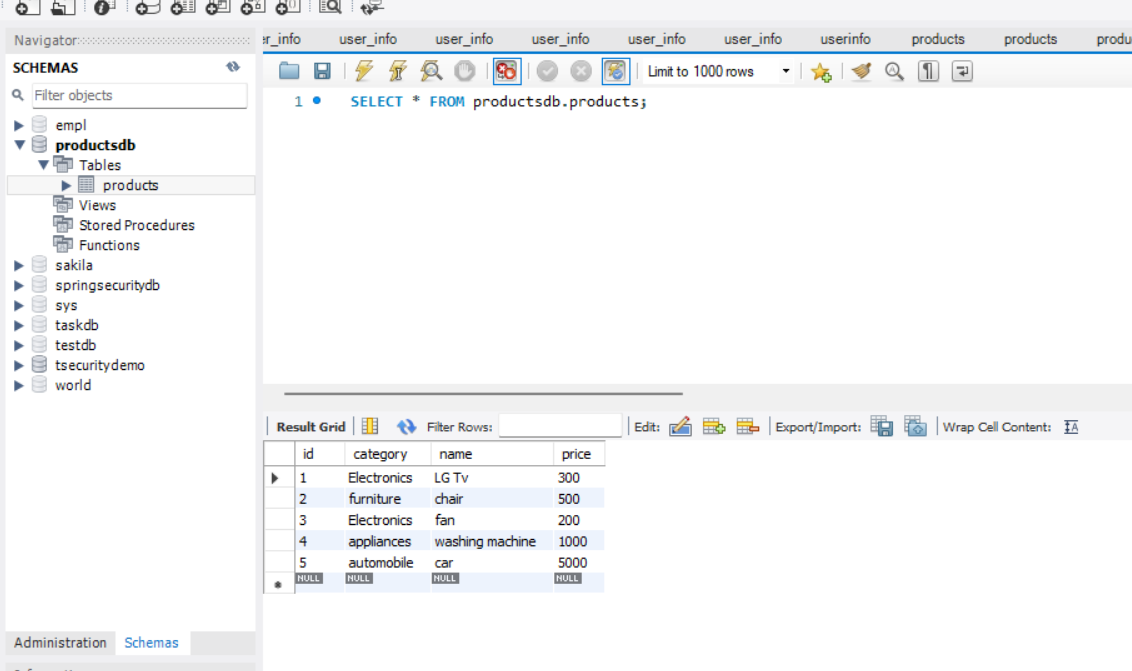 Navigator
SCHEMAS
Filter objects
empl
productsdb
Tables
products
Views
Stored Procedures
Functions
sakila
springsecuritydb
sys
taskdb
testdb
tsecuritydemo
world
Administration Schemas
er_info user_info user_info user_info user_info user_info userinfo products products produ
Limit to 1000 rows
1 SELECT * FROM productsdb.products;
Result Grid Filter Rows: Edit: Export/Import: Wrap Cell Content: IA
id category name price
1 Electronics LG Tv 300
2 furniture chair 500
3 Electronics fan 200
4 appliances washing machine 1000
5 automobile car 5000
NULL NULL NULL NULL